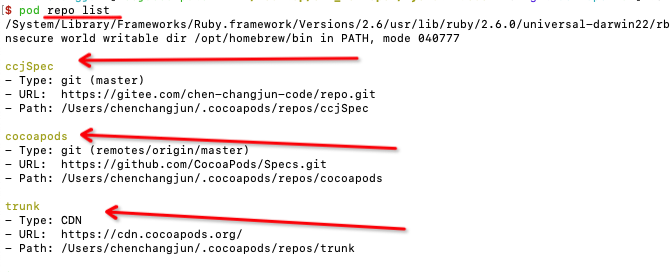 [$ pod repo list
/System/Library/Frameworks/Ruby.framework/Versions/2.6/usr/lib/ruby/2.6.0/universal-darwin22/rb
nsecure world writable dir /opt/homebrew/bin in PATH, mode 040777
ccjSpec
- Type: git (master)
- URL:  https://gitee.com/chen-changjun-code/repo.git
- Path: /Users/chenchangjun/.cocoapods/repos/ccjSpec
cocoapods
- Type: git (remotes/origin/master)
- URL:  https://github.com/CocoaPods/Specs.git
- Path: /Users/chenchangjun/.cocoapods/repos/cocoapods
trunk
- Type: CDN
- URL:  https://cdn.cocoapods.org/
- Path: /Users/chenchangjun/.cocoapods/repos/trunk